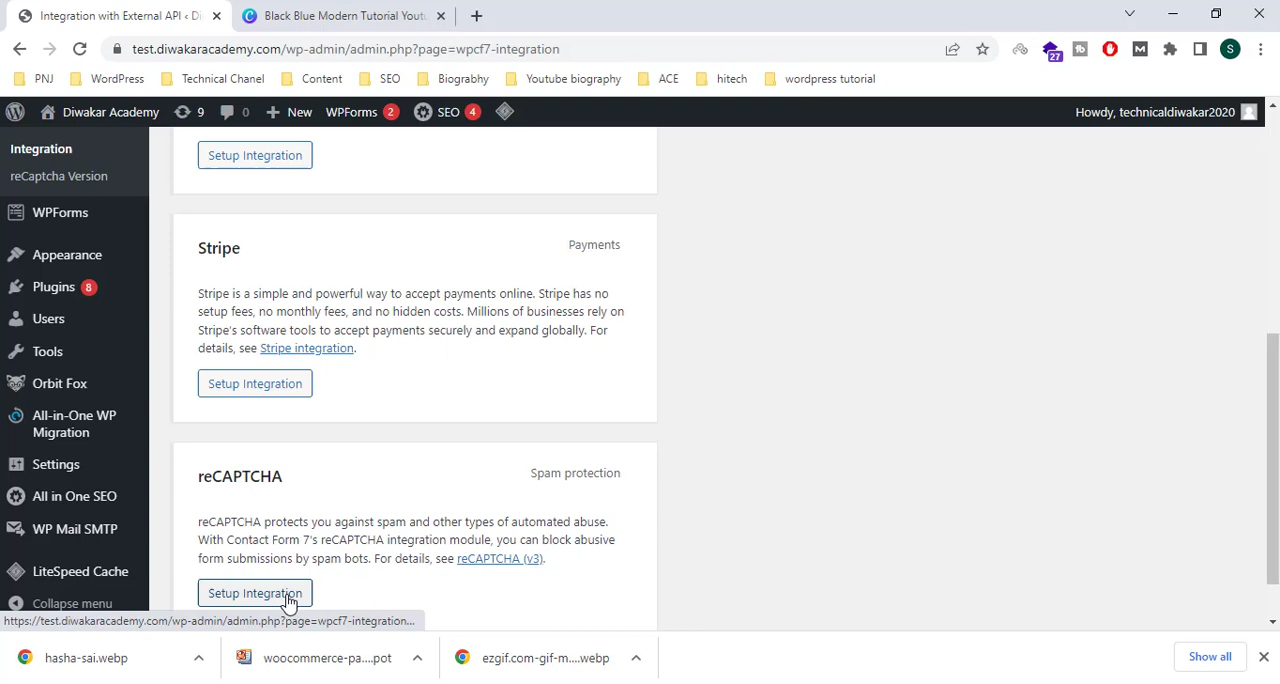 Integration with External API ‹ Di
Black Blue Modern Tutorial Yout
test.diwakaracademy.com/wp-admin/admin.php?page=wpcf7-integration
27
M
S
PNJ
WordPress
Technical Chanel
Content
SEO
Biograbhy
Youtube biography
ACE
hitech
wordpress tutorial
Diwakar Academy
9
0
New
WPForms 2
SEO 4
Howdy, technicaldiwakar2020
Integration
reCaptcha Version
WPForms
Appearance
Plugins 8
Users
Tools
Orbit Fox
All-in-One WP
Migration
Settings
All in One SEO
WP Mail SMTP
LiteSpeed Cache
Collapse menu
Setup Integration
Stripe
Payments
Stripe is a simple and powerful way to accept payments online. Stripe has no
setup fees, no monthly fees, and no hidden costs. Millions of businesses rely on
Stripe's software tools to accept payments securely and expand globally. For
details, see Stripe integration.
Setup Integration
reCAPTCHA
Spam protection
reCAPTCHA protects you against spam and other types of automated abuse.
With Contact Form 7's reCAPTCHA integration module, you can block abusive
form submissions by spam bots. For details, see reCAPTCHA (v3).
Setup Integration
https://test.diwakaracademy.com/wp-admin/admin.php?page=wpcf7-integration...
hasha-sai.webp
woocommerce-pa....pot
ezgif.com-gif-m....webp
Show all